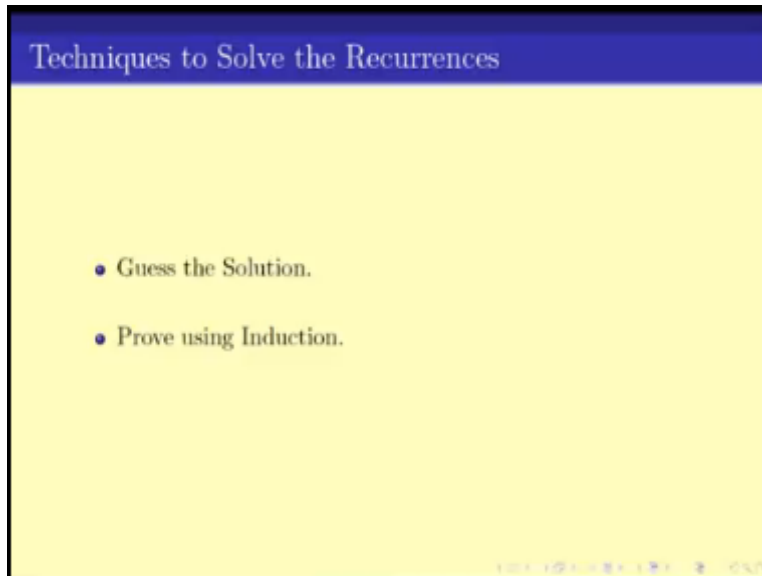 Techniques to Solve the Recurrences
Guess the Solution.
Prove using Induction.